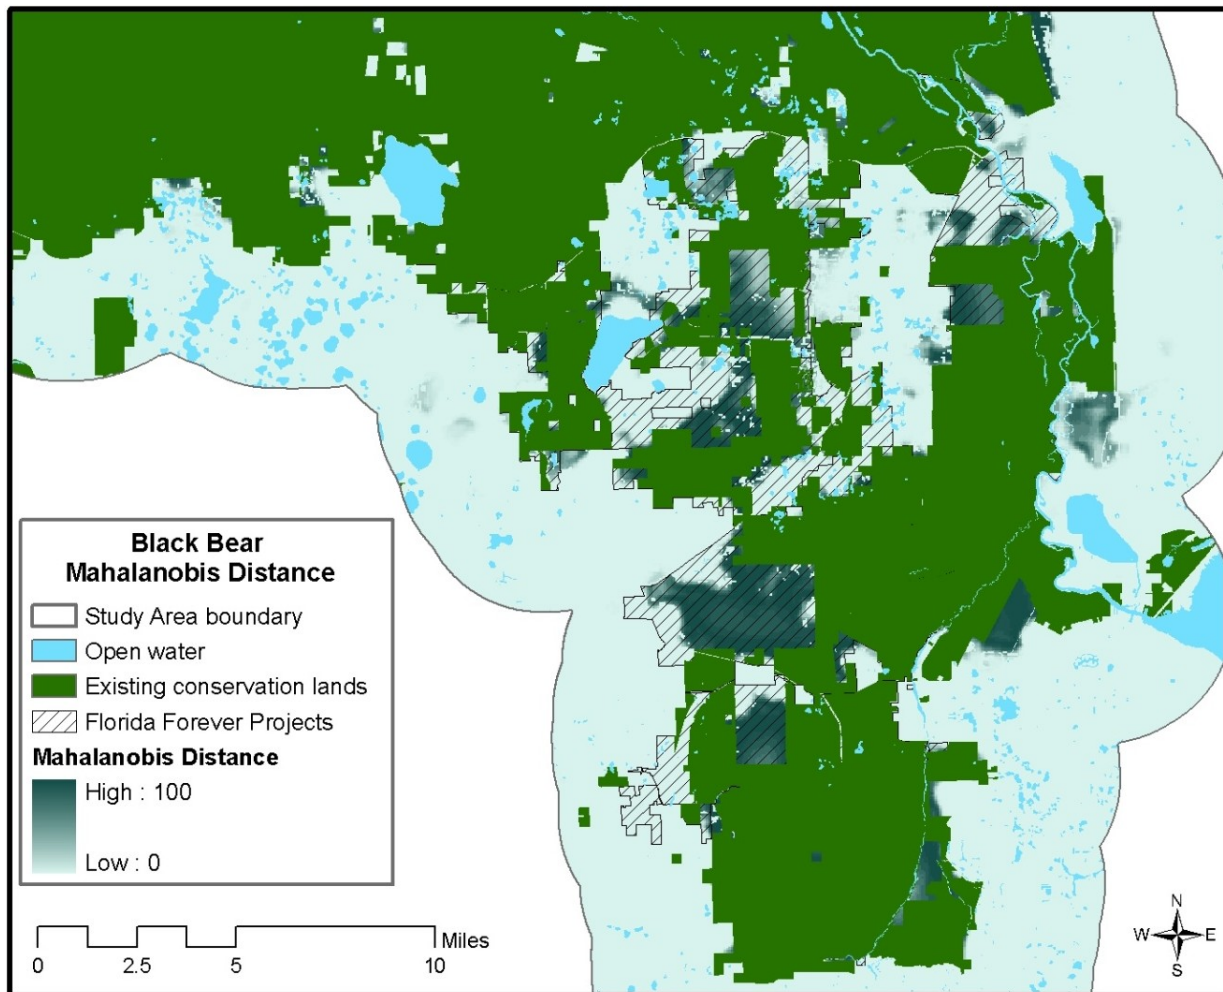 Black Bear
Mahalanobis Distance
Study Area boundary
Open water
Existing conservation lands
Florida Forever Projects
Mahalanobis Distance
High : 100
Low : 0
Miles
0 2.5 5 10
N
W E
S